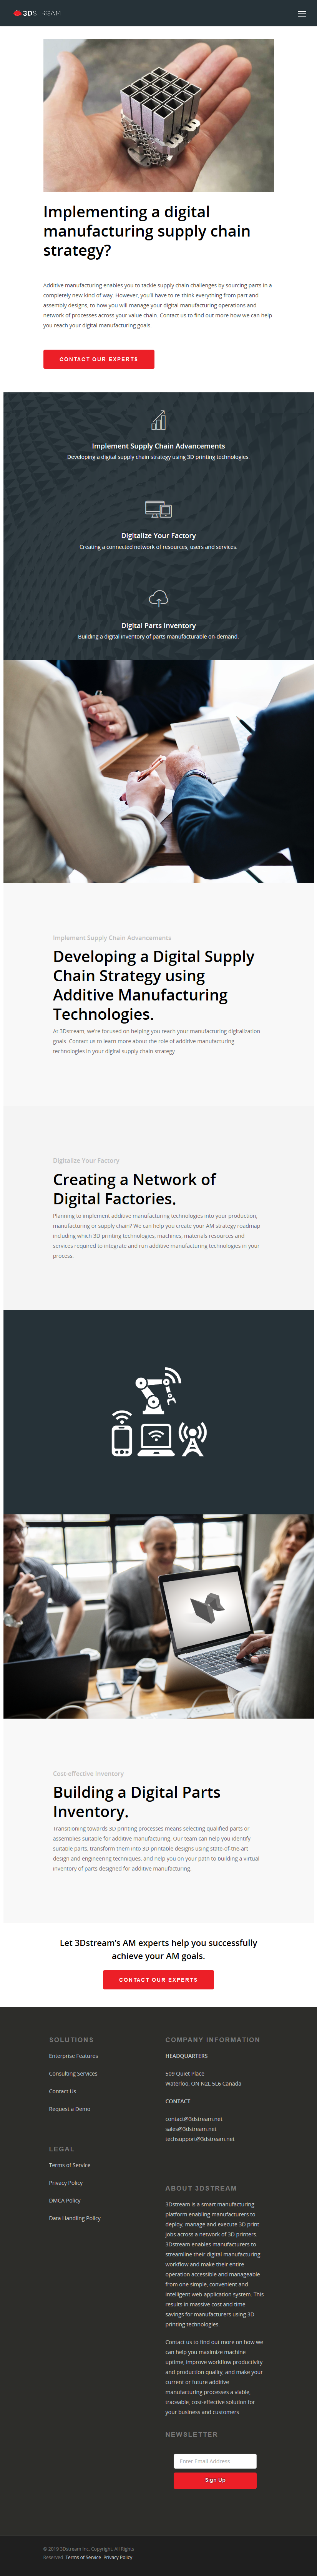 3DSTREAM
Implementing a digital
manufacturing supply chain
strategy?
Additive manufacturing enables you to tackle supply chain challenges by sourcing parts in a
completely new kind of way. However, you'll have to re-think everything from part and
assembly designs, to how you will manage your digital manufacturing operations and
network of processes across your value chain. Contact us to find out more how we can help
you reach your digital manufacturing goals.
CONTACT OUR EXPERTS
Implement Supply Chain Advancements
Developing a digital supply chain strategy using 3D printing technologies.
Digitalize Your Factory
Creating a connected network of resources, users and services.
Digital Parts Inventory
Building a digital inventory of parts manufacturable on-demand.
Implement Supply Chain Advancements
Developing a Digital Supply
Chain Strategy using
Additive Manufacturing
Technologies.
At 3Dstream, we're focused on helping you reach your manufacturing digitalization
goals. Contact us to learn more about the role of additive manufacturing
technologies in your digital supply chain strategy.
Digitalize Your Factory
Creating a Network of
Digital Factories.
Planning to implement additive manufacturing technologies into your production,
manufacturing or supply chain? We can help you create your AM strategy roadmap
including which 3D printing technologies, machines, materials resources and
services required to integrate and run additive manufacturing technologies in your
process.
Cost-effective Inventory
Building a Digital Parts
Inventory.
Transitioning towards 3D printing processes means selecting qualified parts or
assemblies suitable for additive manufacturing. Our team can help you identify
suitable parts, transform them into 3D printable designs using state of the art
design and engineering techniques, and help you on your path to building a virtual
inventory of parts designed for additive manufacturing.
Let 3Dstream's AM experts help you successfully
achieve your AM goals.
CONTACT OUR EXPERTS
SOLUTIONS
Enterprise Features
Consulting Services
Contact Us
Request a Demo
LEGAL
Terms of Service
Privacy Policy
DMCA Policy
Data Handling Policy
COMPANY INFORMATION
HEADQUARTERS
509 Quiet Place
Waterloo, ON N2L 5L6 Canada
CONTACT
contact@3dstream.net
sales@3dstream.net
techsupport@3dstream.net
ABOUT 3DSTREAM
3Dstream is a smart manufacturing
platform enabling manufacturers to
deploy, manage and execute 3D print
jobs across a network of 3D printers.
3Dstream enables manufacturers to
streamline their digital manufacturing
workflow and make their entire
operation accessible and manageable
from one simple, convenient and
intelligent web-application system. This
results in massive cost and time
savings for manufacturers using 3D
printing technologies.
Contact us to find out more on how we
can help you maximize machine
uptime, improve workflow productivity
and production quality, and make your
current or future additive
manufacturing processes a viable,
traceable, cost-effective solution for
your business and customers.
NEWSLETTER
Enter Email Address
Sign Up
© 2019 3Dstream Inc. Copyright. All Rights
Reserved. Terms of Service. Privacy Policy.